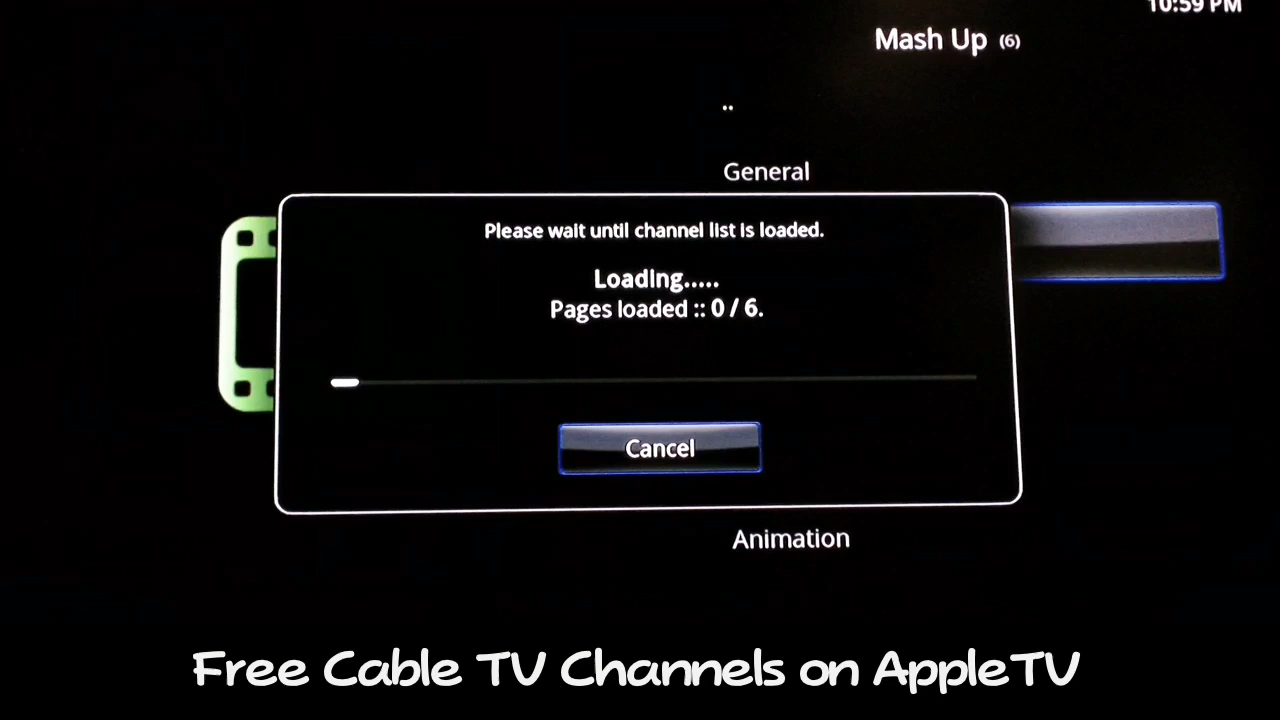 10:59 PM
Mash Up (6)
..
General
Please wait until channel list is loaded.
Loading.....
Pages loaded :: 0 / 6.
Cancel
Animation
Free Cable TV Channels on AppleTV